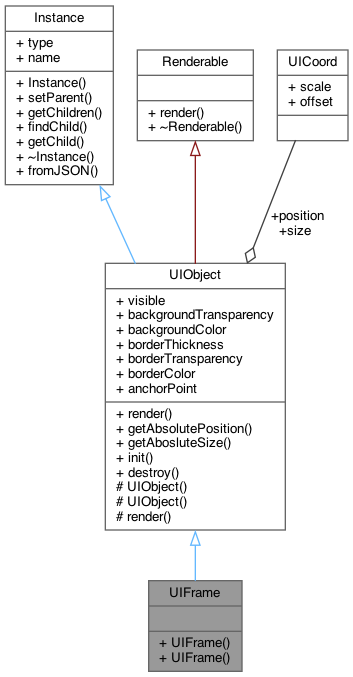 Instance
+ type
+ name
+ Instance()
+ setParent()
+ getChildren()
+ findChild()
+ getChild()
+ ~Instance()
+ fromJSON()
Renderable
+ render()
+ ~Renderable()
UICoord
+ scale
+ offset
+position
+size
UIObject
+ visible
+ backgroundTransparency
+ backgroundColor
+ borderThickness
+ borderTransparency
+ borderColor
+ anchorPoint
+ render()
+ getAbsolutePosition()
+ getAbosluteSize()
+ init()
+ destroy()
# UIObject()
# UIObject()
# render()
UIFrame
+ UIFrame()
+ UIFrame()